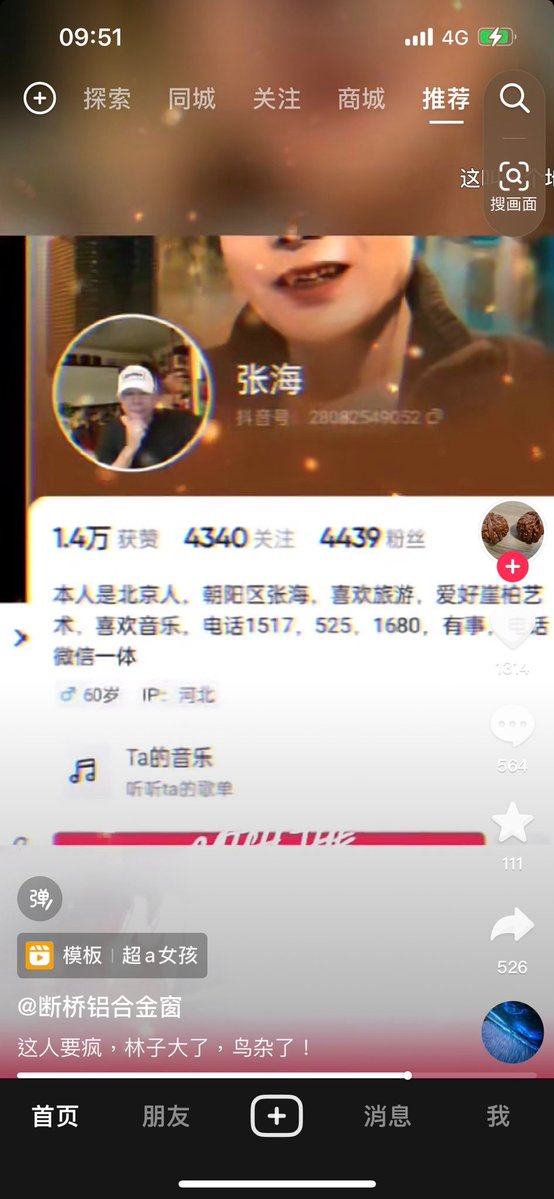 09:51
4G
探索 同城 关注 商城 推荐
搜画面
张海
抖音号: 28082549052
1.4万 获赞 4340 关注 4439 粉丝
本人是北京人，朝阳区张海，喜欢旅游，爱好崖柏艺
术，喜欢音乐，电话1517，525，1680，有事，电话
微信一体
♂ 60岁 IP：河北
1314
Ta的音乐
听听ta的歌单
564
111
弹
模板 | 超a女孩
526
@断桥铝合金窗
这人要疯，林子大了，鸟杂了！
首页 朋友 消息 我